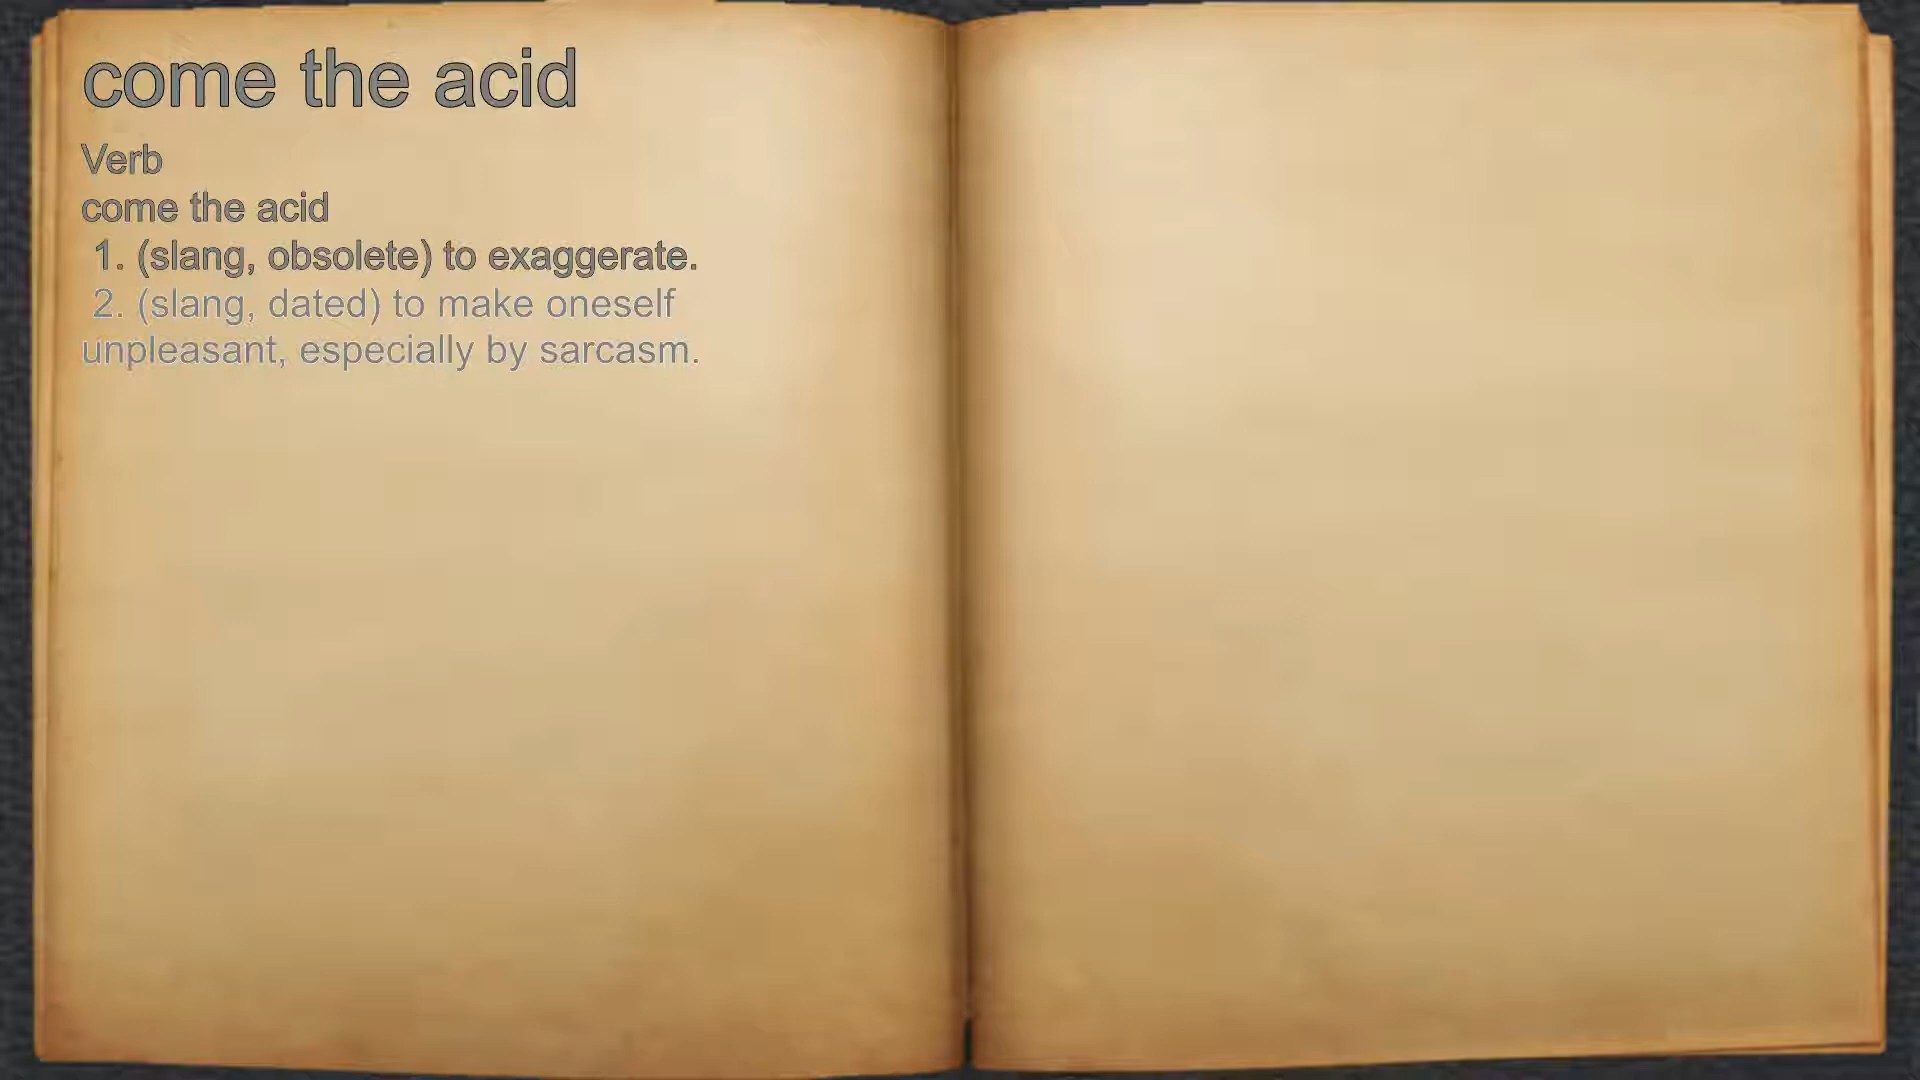 come the acid
Verb
come the acid
1. (slang, obsolete) to exaggerate.
2. (slang, dated) to make oneself
unpleasant, especially by sarcasm.